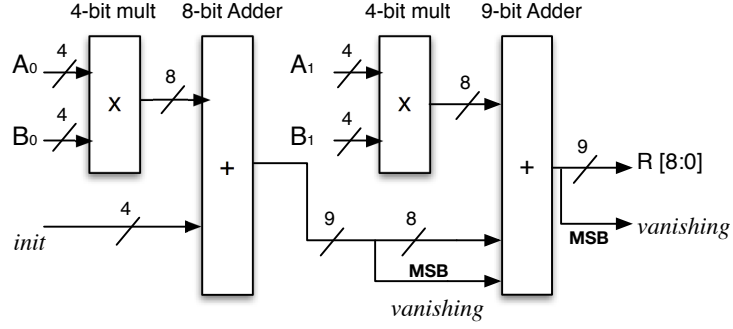 4-bit mult 8-bit Adder 4-bit mult 9-bit Adder
A0 4 x 8 + A1 4 x 8 +
B0 4 B1 4
9 R [8:0]
init 4 9 8 MSB vanishing
MSB
vanishing